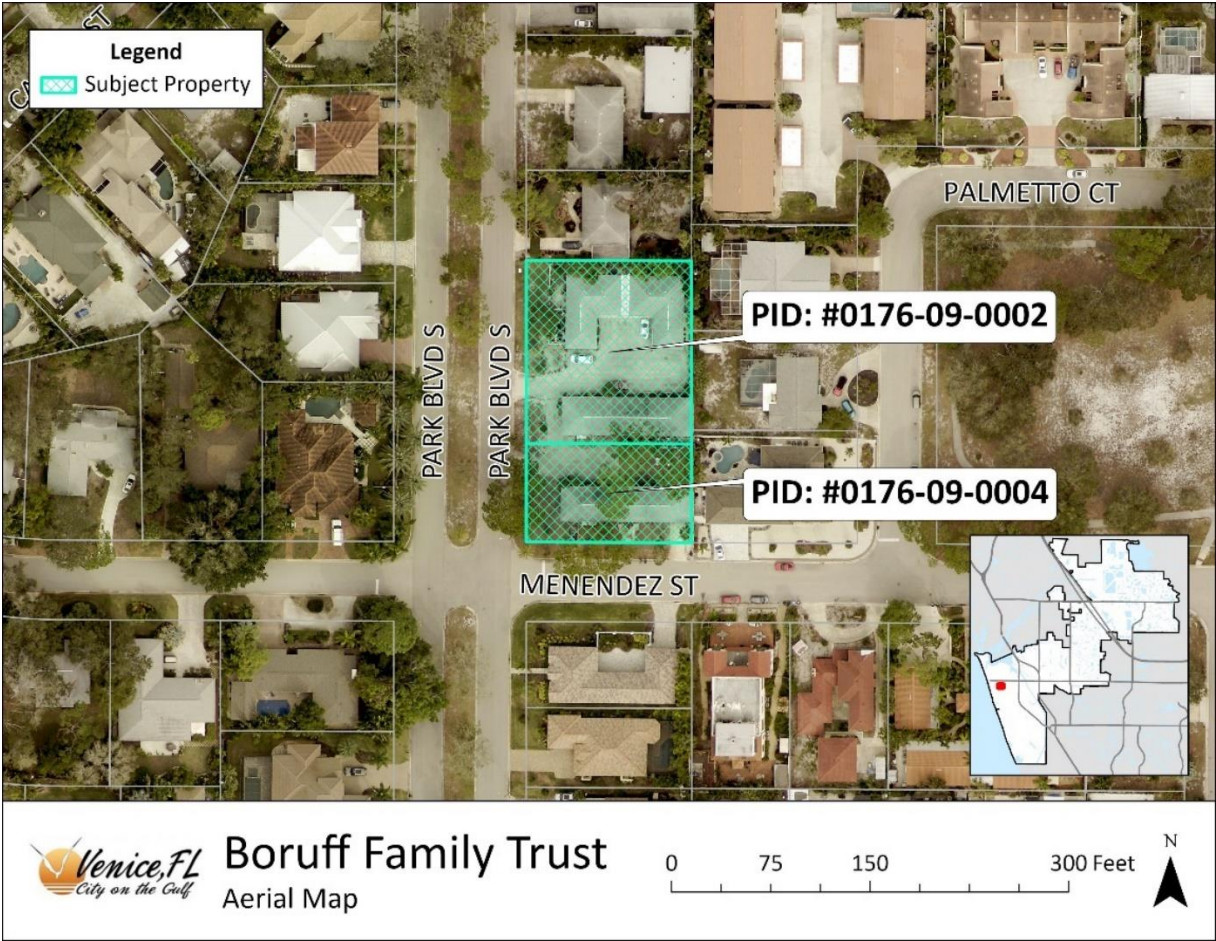 Legend
Subject Property
PALMETTO CT
PID: #0176-09-0002
PARK BLVD S
PARK BLVD S
PID: #0176-09-0004
MENENDEZ ST
Venice, FL
City on the Gulf
Boruff Family Trust
Aerial Map
0 75 150 300 Feet
N